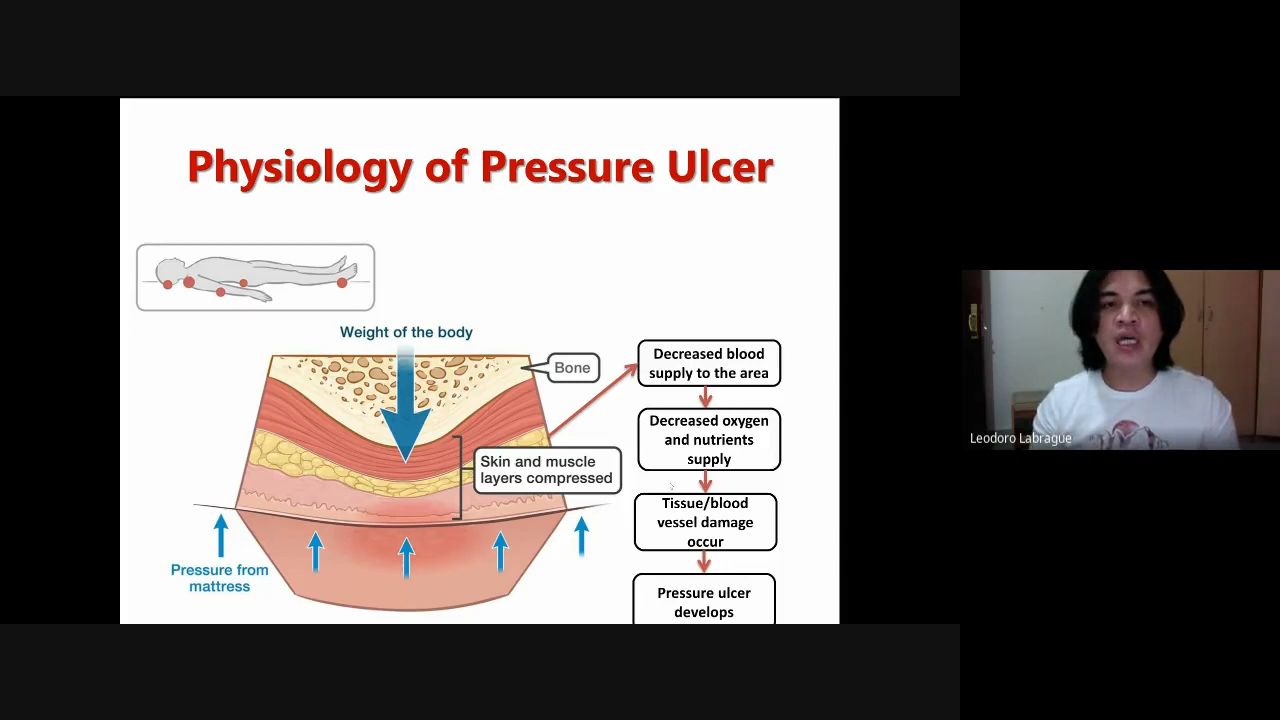 Physiology of Pressure Ulcer
Weight of the body
Bone
Skin and muscle
layers compressed
Pressure from
mattress
Decreased blood
supply to the area
Decreased oxygen
and nutrients
supply
Tissue/blood
vessel damage
occur
Pressure ulcer
develops
Leodoro Labrague